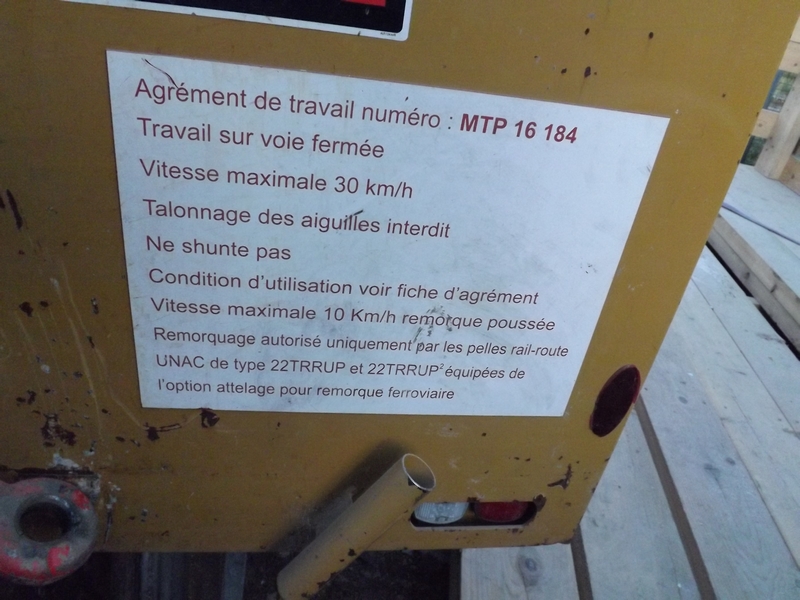 Agrément de travail numéro : MTP 16 184
Travail sur voie fermée
Vitesse maximale 30 km/h
Talonnage des aiguilles interdit
Ne shunte pas
Condition d'utilisation voir fiche d'agrément
Vitesse maximale 10 Km/h remorque poussée
Remorquage autorisé uniquement par les pelles rail-route
UNAC de type 22TRRUP et 22TRRUP² équipées de
l'option attelage pour remorque ferroviaire